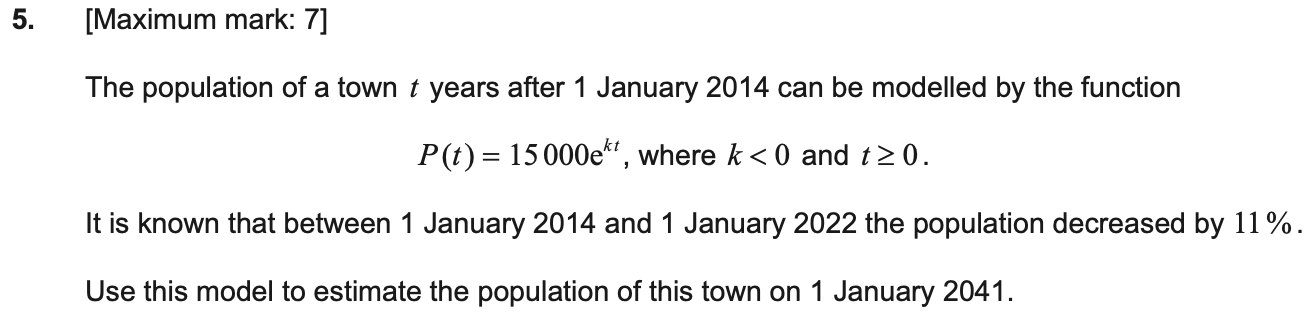 5. [Maximum mark: 7]
The population of a town t years after 1 January 2014 can be modelled by the function
P(t) = 15 000e^{kt}, where k < 0 and t ≥ 0.
It is known that between 1 January 2014 and 1 January 2022 the population decreased by 11 %.
Use this model to estimate the population of this town on 1 January 2041.